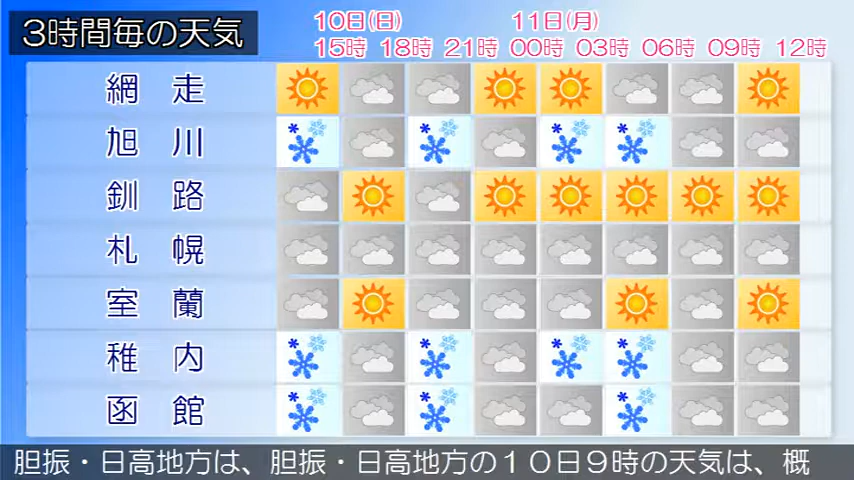 3時間毎の天気
10日(日) 11日(月)
15時 18時 21時 00時 03時 06時 09時 12時
網走
旭川
釧路
札幌
室蘭
稚内
函館
胆振・日高地方は、胆振・日高地方の１０日９時の天気は、概